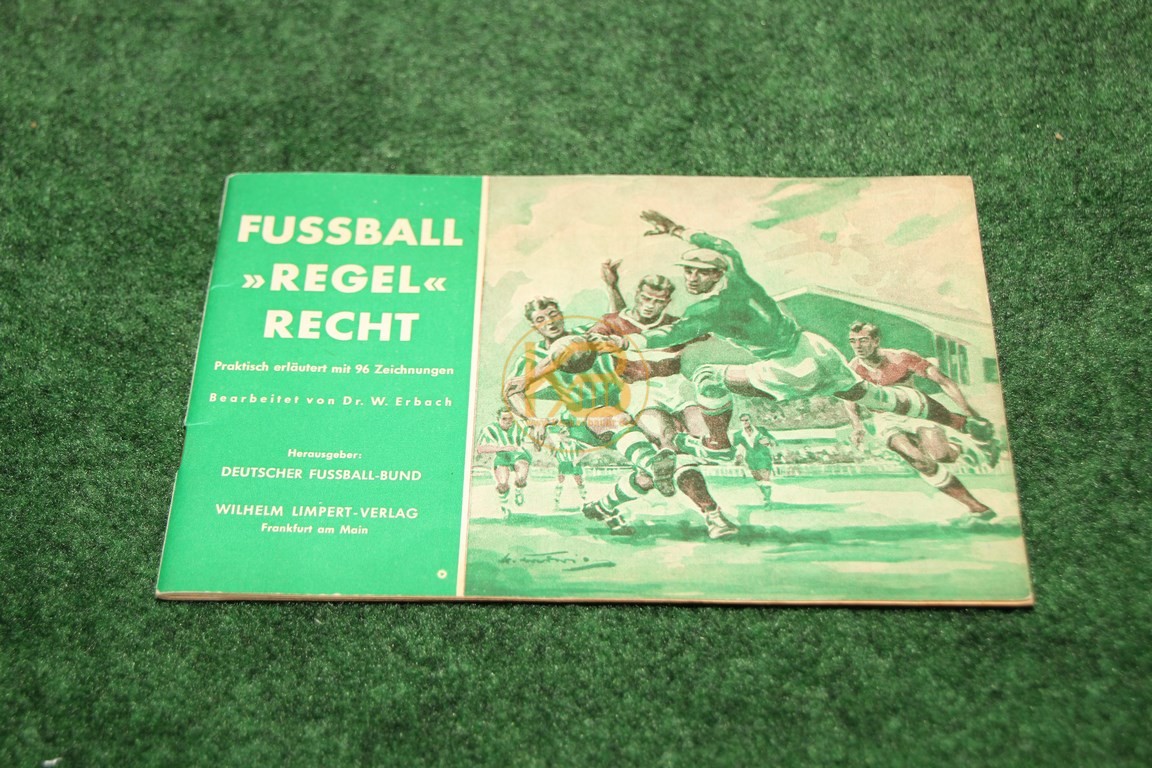 FUSSBALL
»REGEL«
RECHT
Praktisch erläutert mit 96 Zeichnungen
Bearbeitet von Dr. W. Erbach
Herausgeber:
DEUTSCHER FUSSBALL-BUND
WILHELM LIMPERT-VERLAG
Frankfurt am Main